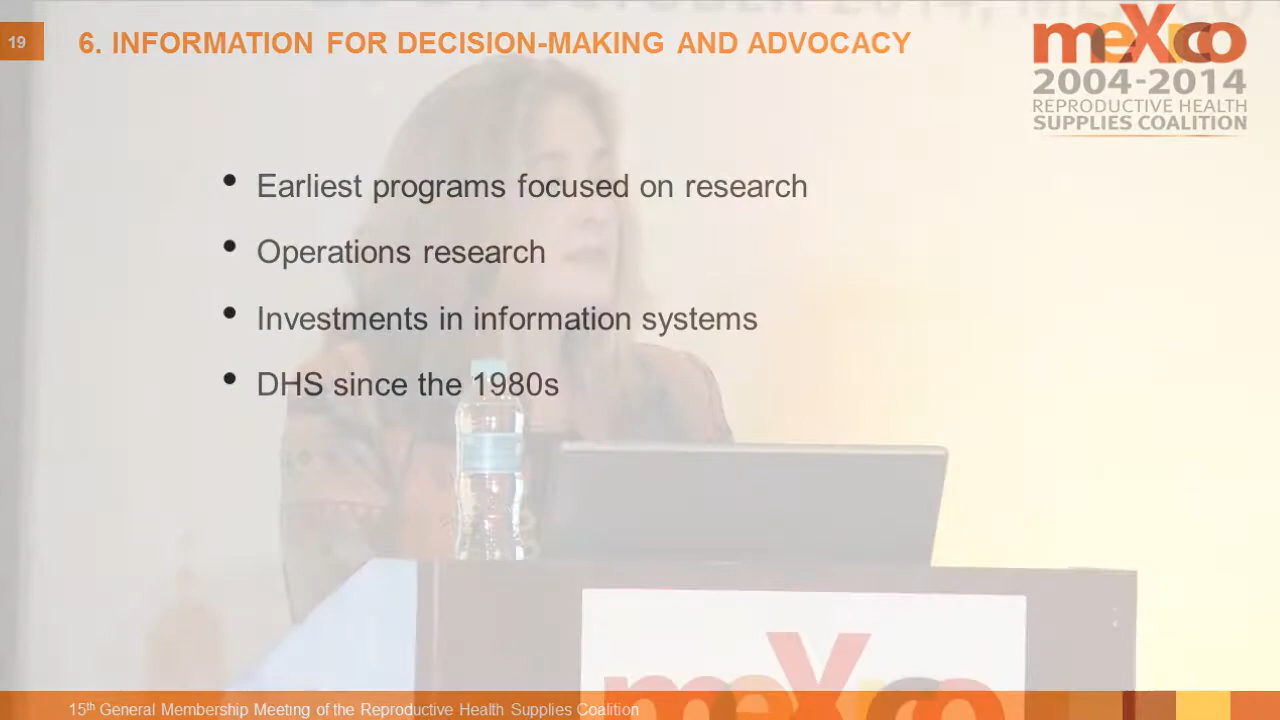 19
6. INFORMATION FOR DECISION-MAKING AND ADVOCACY
meXico
2004-2014
REPRODUCTIVE HEALTH
SUPPLIES COALITION
• Earliest programs focused on research
• Operations research
• Investments in information systems
• DHS since the 1980s
meXico
15th General Membership Meeting of the Reproductive Health Supplies Coalition